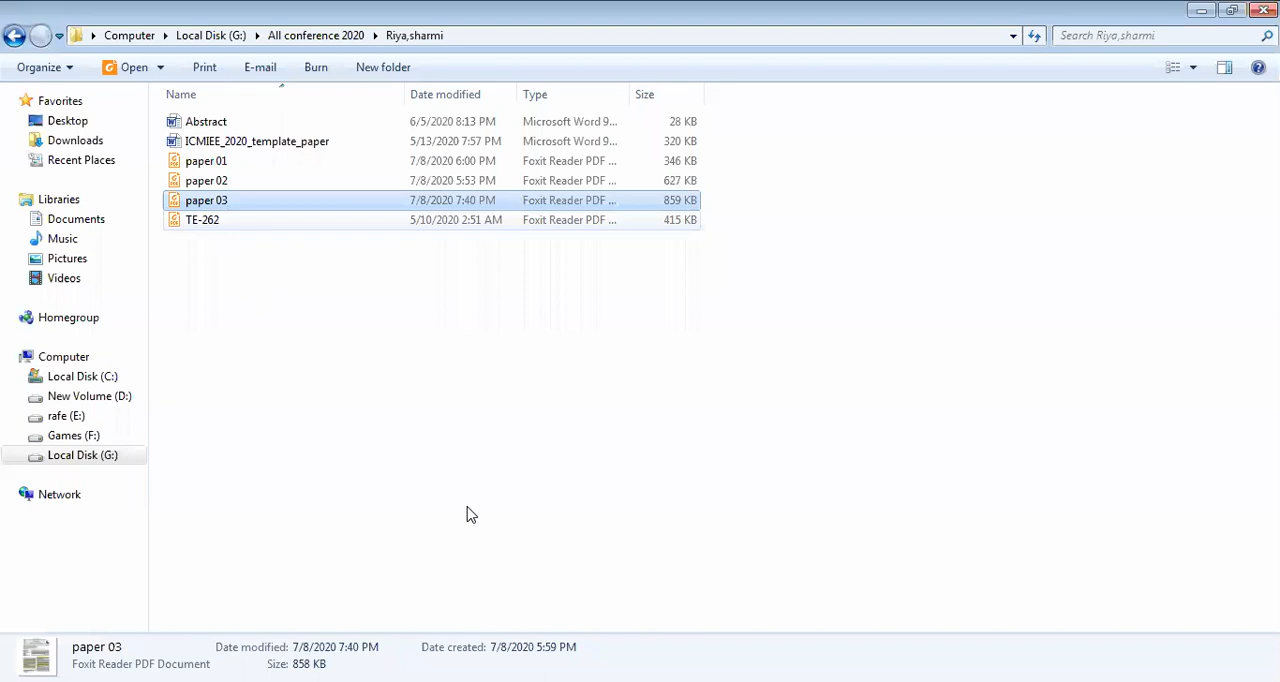 Computer Local Disk (G:) All conference 2020 Riya,sharmi Search Riya,sharmi
Organize Open Print E-mail Burn New folder
Name Date modified Type Size
Favorites
Desktop
Downloads
Recent Places
Libraries
Documents
Music
Pictures
Videos
Homegroup
Computer
Local Disk (C:)
New Volume (D:)
rafe (E:)
Games (F:)
Local Disk (G:)
Network
Abstract 6/5/2020 8:13 PM Microsoft Word 9... 28 KB
ICMIEE_2020_template_paper 5/13/2020 7:57 PM Microsoft Word 9... 320 KB
paper 01 7/8/2020 6:00 PM Foxit Reader PDF ... 346 KB
paper 02 7/8/2020 5:53 PM Foxit Reader PDF ... 627 KB
paper 03 7/8/2020 7:40 PM Foxit Reader PDF ... 859 KB
TE-262 5/10/2020 2:51 AM Foxit Reader PDF ... 415 KB
paper 03 Date modified: 7/8/2020 7:40 PM Date created: 7/8/2020 5:59 PM
Foxit Reader PDF Document Size: 858 KB